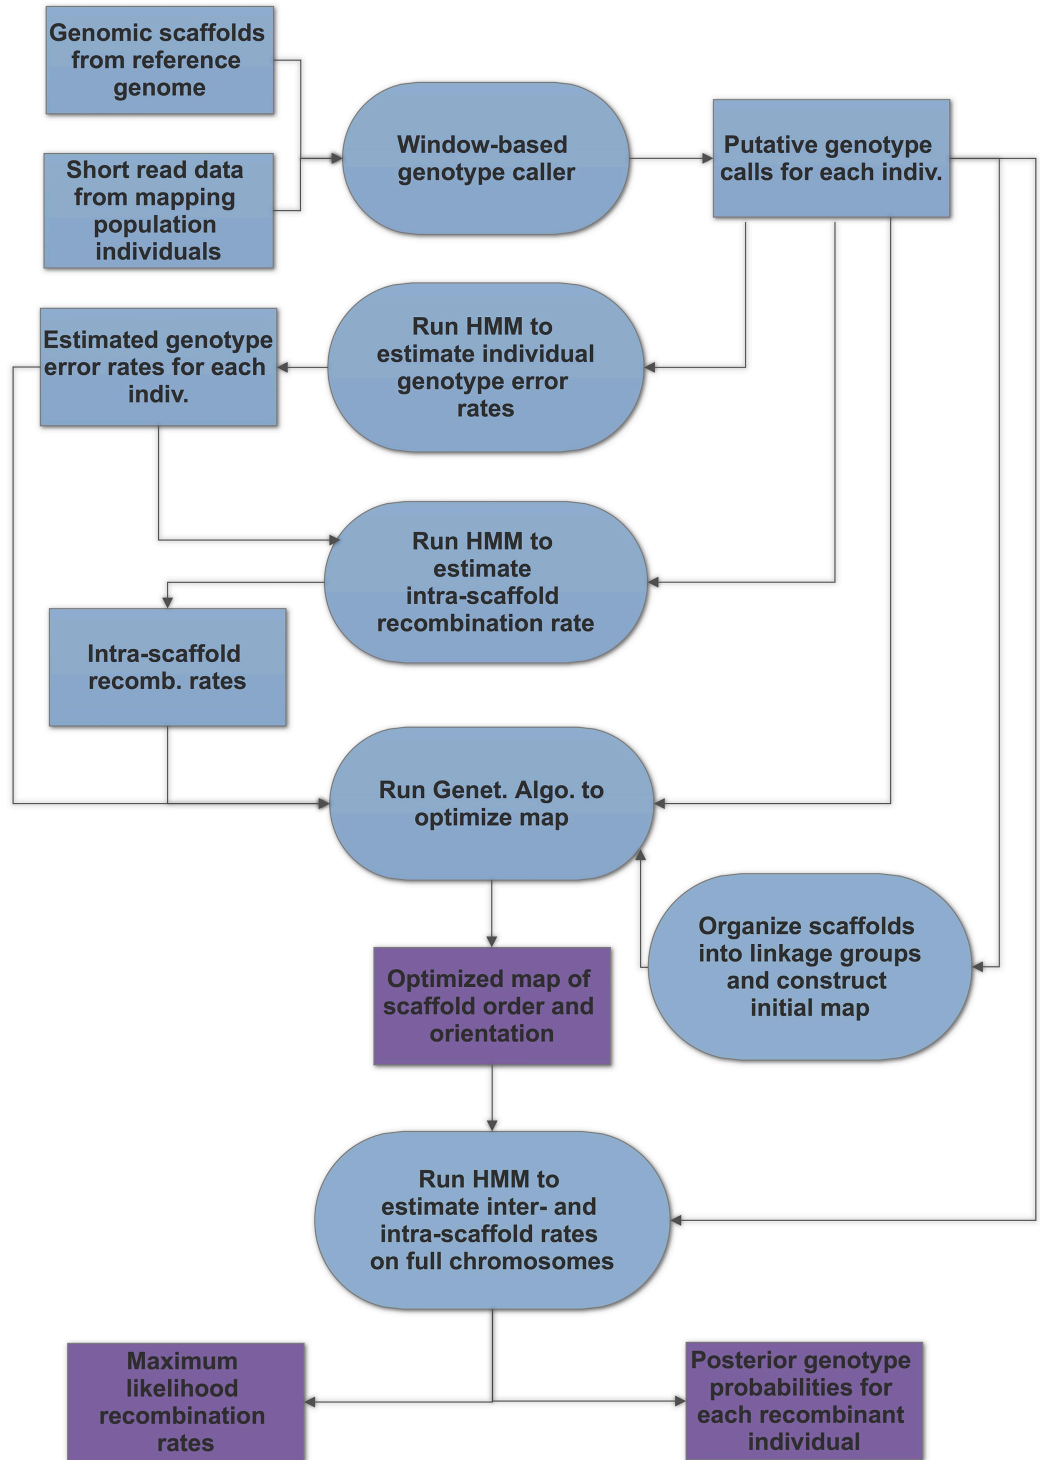 Genomic scaffolds
from reference
genome
Short read data
from mapping
population
individuals
Window-based
genotype caller
Putative genotype
calls for each indiv.
Estimated genotype
error rates for each
indiv.
Run HMM to
estimate individual
genotype error
rates
Run HMM to
estimate
intra-scaffold
recombination rate
Intra-scaffold
recomb. rates
Run Genet. Algo. to
optimize map
Organize scaffolds
into linkage groups
and construct
initial map
Optimized map of
scaffold order and
orientation
Run HMM to
estimate inter- and
intra-scaffold rates
on full chromosomes
Maximum
likelihood
recombination
rates
Posterior genotype
probabilities for
each recombinant
individual